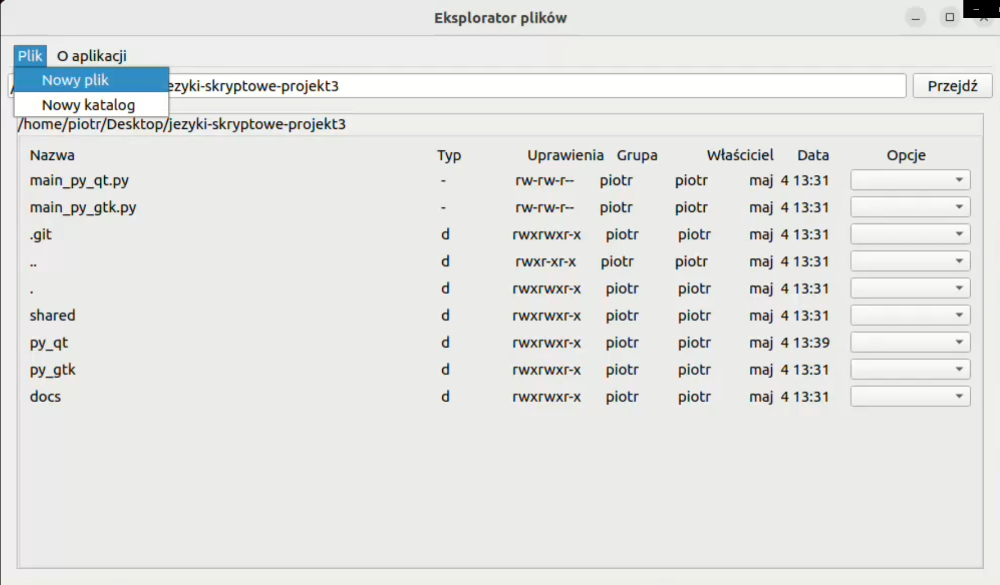 Eksplorator plików
Plik O aplikacji
Nowy plik
ezyki-skryptowe-projekt3 Przejdź
Nowy katalog
/home/piotr/Desktop/jezyki-skryptowe-projekt3
Nazwa Typ Uprawienia Grupa Właściciel Data Opcje
main_py_qt.py - rw-rw-r-- piotr piotr maj 4 13:31
main_py_gtk.py - rw-rw-r-- piotr piotr maj 4 13:31
.git d rwxrwxr-x piotr piotr maj 4 13:31
.. d rwxr-xr-x piotr piotr maj 4 13:31
. d rwxrwxr-x piotr piotr maj 4 13:31
shared d rwxrwxr-x piotr piotr maj 4 13:31
py_qt d rwxrwxr-x piotr piotr maj 4 13:39
py_gtk d rwxrwxr-x piotr piotr maj 4 13:31
docs d rwxrwxr-x piotr piotr maj 4 13:31